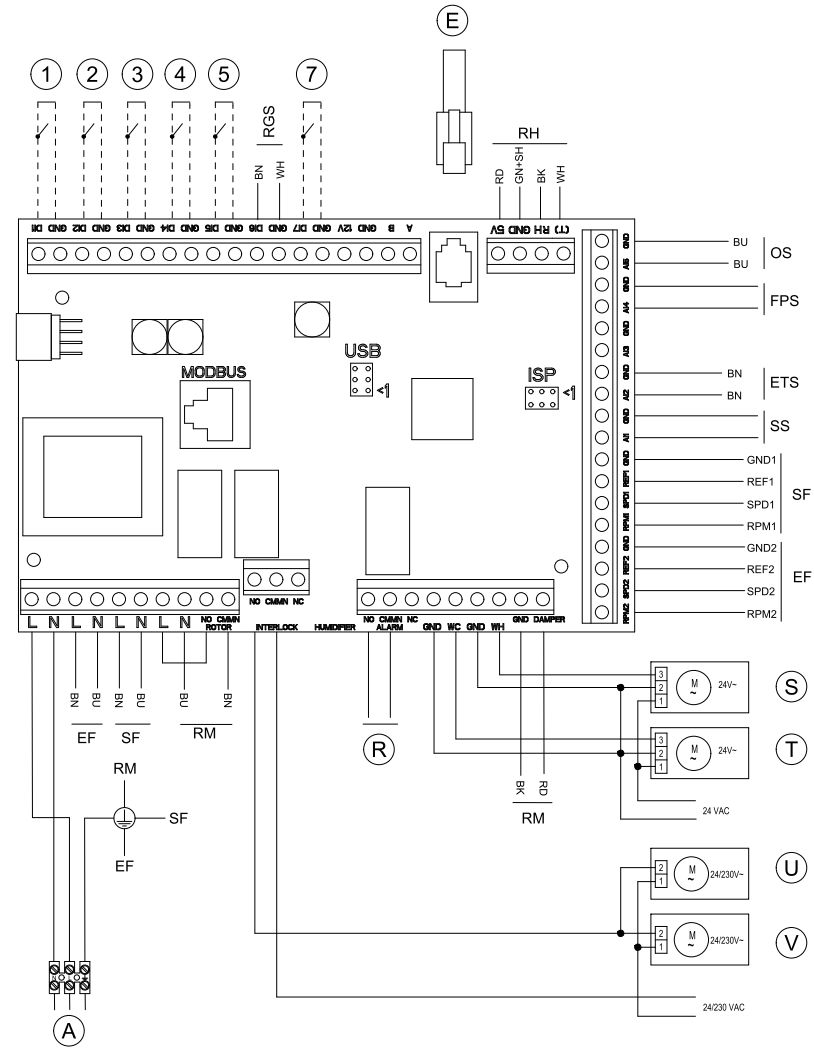 E
1 2 3 4 5 7
RGS
RH
BN WH
RD GN+SH BK WH
DI1 GND DI2 GND DI3 GND DI4 GND DI5 GND DI6 GND DI7 GND 12V GND B A
5V GND RH (T)
GND BU
AI5 BU
OS
GND
AI4
FPS
GND
AI3
GND BN
AI2 BN
ETS
GND
AI1
SS
GND GND1
REF1 REF1
SPD1 SPD1
RPM1 RPM1
SF
GND GND2
REF2 REF2
SPD2 SPD2
RPM2 RPM2
EF
USB
MODBUS
ISP
<1
<1
NO CMMN NC
L N L N L N L N NO CMMN
ROTOR
INTERLOCK
HUMIDIFIER
NO CMMN NC
ALARM
GND WC GND WH GND DAMPER
BN BU BN BU BU BN
EF SF RM
R
BK RD
RM
3
2
1
M
~
24V~
S
3
2
1
M
~
24V~
T
24 VAC
RM
SF
EF
2
1
M
~
24/230V~
U
2
1
M
~
24/230V~
V
24/230 VAC
N L
A